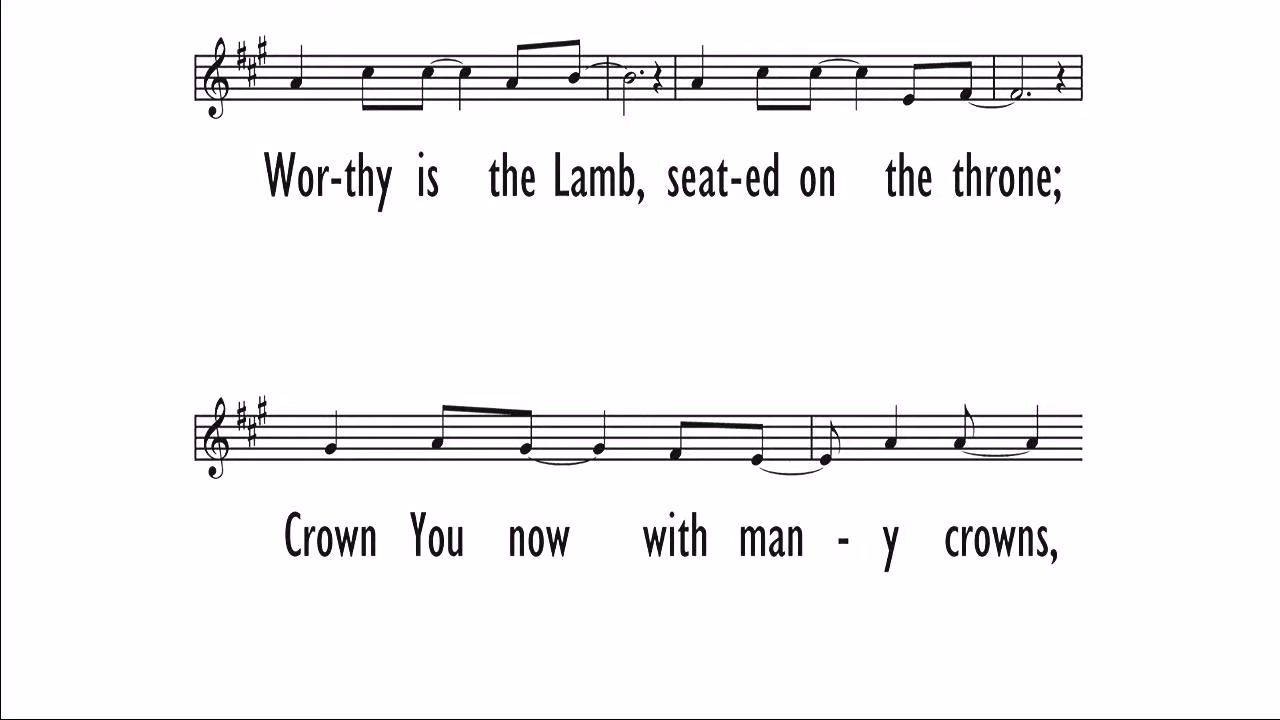 Wor-thy is the Lamb, seat-ed on the throne;
Crown You now with man - y crowns,